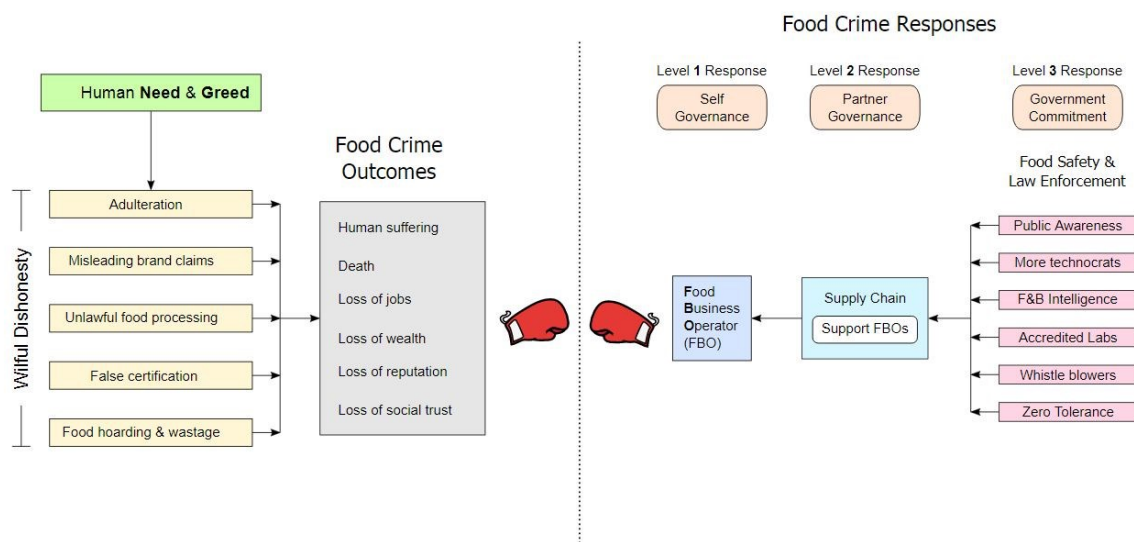 Human Need & Greed
Wilful Dishonesty
Adulteration
Misleading brand claims
Unlawful food processing
False certification
Food hoarding & wastage
Food Crime
Outcomes
Human suffering
Death
Loss of jobs
Loss of wealth
Loss of reputation
Loss of social trust
Food Crime Responses
Level 1 Response
Self
Governance
Level 2 Response
Partner
Governance
Level 3 Response
Government
Commitment
Food
Business
Operator
(FBO)
Supply Chain
Support FBOs
Food Safety &
Law Enforcement
Public Awareness
More technocrats
F&B Intelligence
Accredited Labs
Whistle blowers
Zero Tolerance